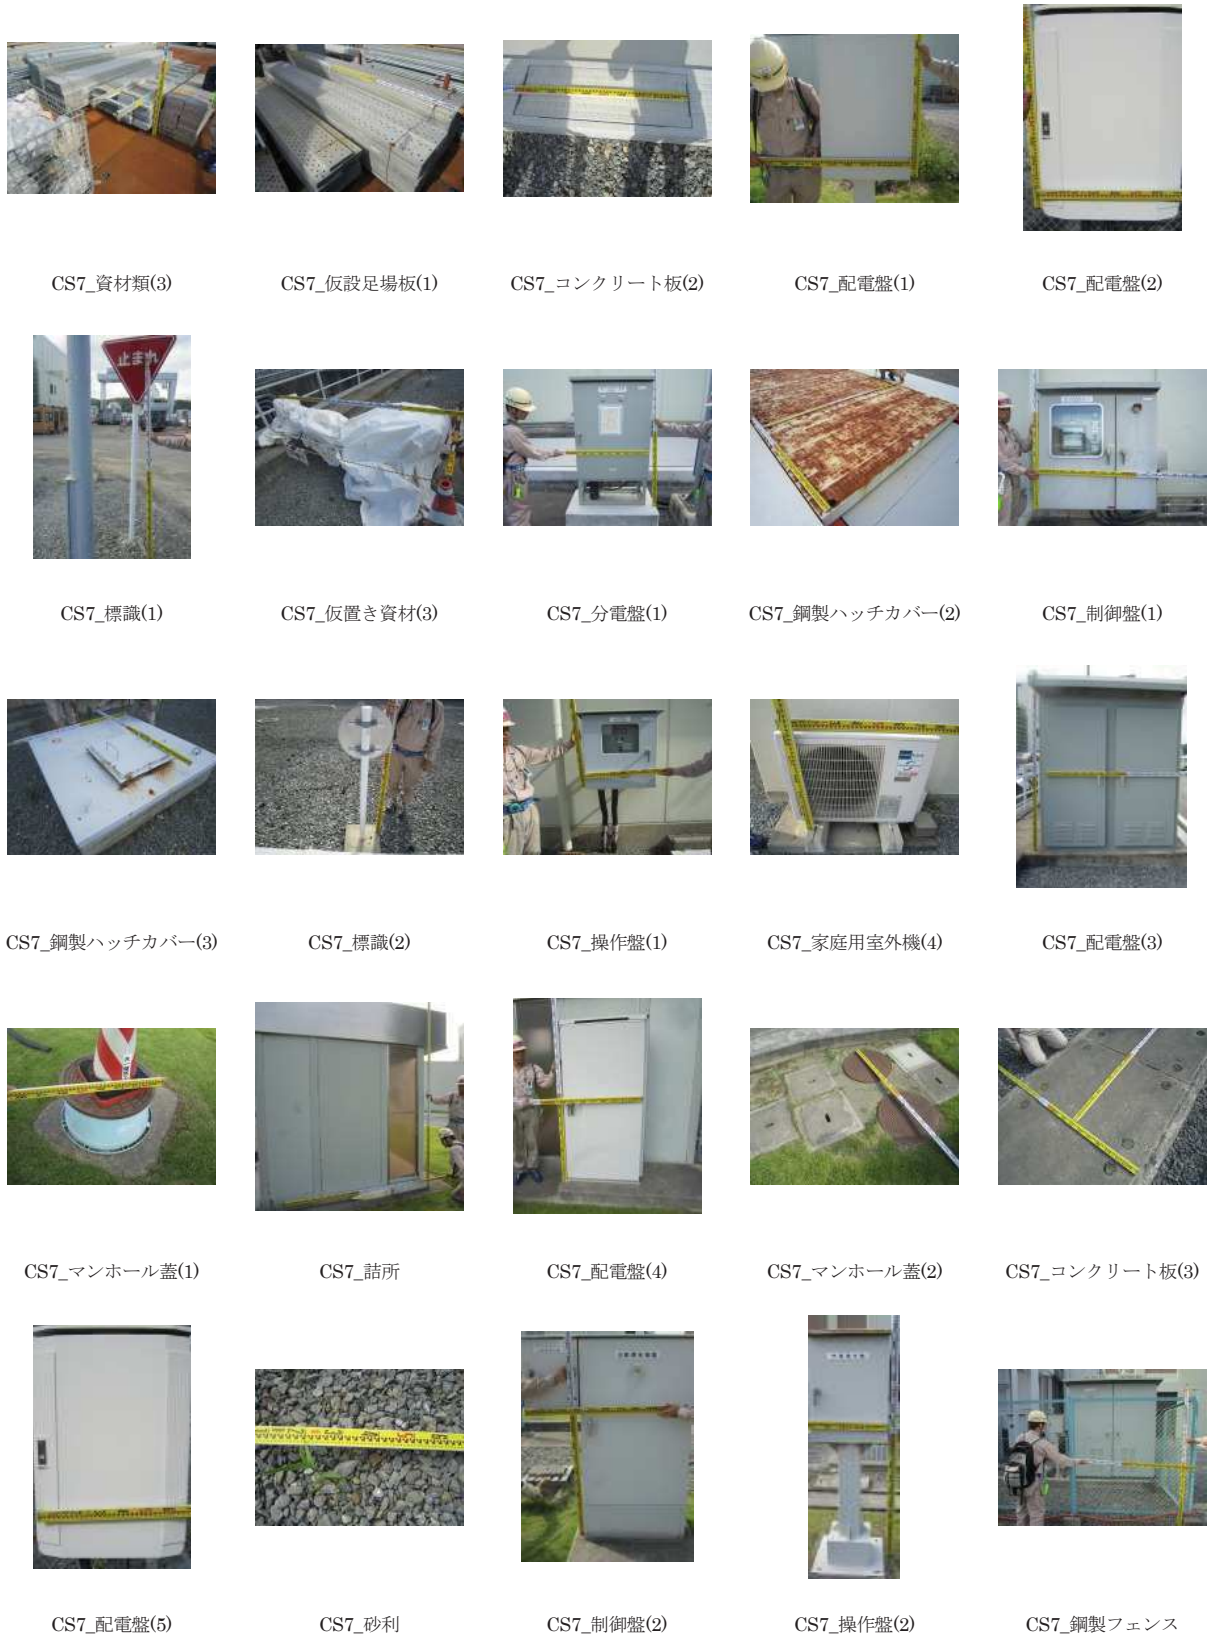 CS7_資材類(3)
CS7_仮設足場板(1)
CS7_コンクリート板(2)
CS7_配電盤(1)
CS7_配電盤(2)
止まれ
CS7_標識(1)
CS7_仮置き資材(3)
CS7_分電盤(1)
CS7_鋼製ハッチカバー(2)
CS7_制御盤(1)
CS7_鋼製ハッチカバー(3)
CS7_標識(2)
CS7_操作盤(1)
CS7_家庭用室外機(4)
CS7_配電盤(3)
CS7_マンホール蓋(1)
CS7_詰所
CS7_配電盤(4)
CS7_マンホール蓋(2)
CS7_コンクリート板(3)
CS7_配電盤(5)
CS7_砂利
CS7_制御盤(2)
CS7_操作盤(2)
CS7_鋼製フェンス